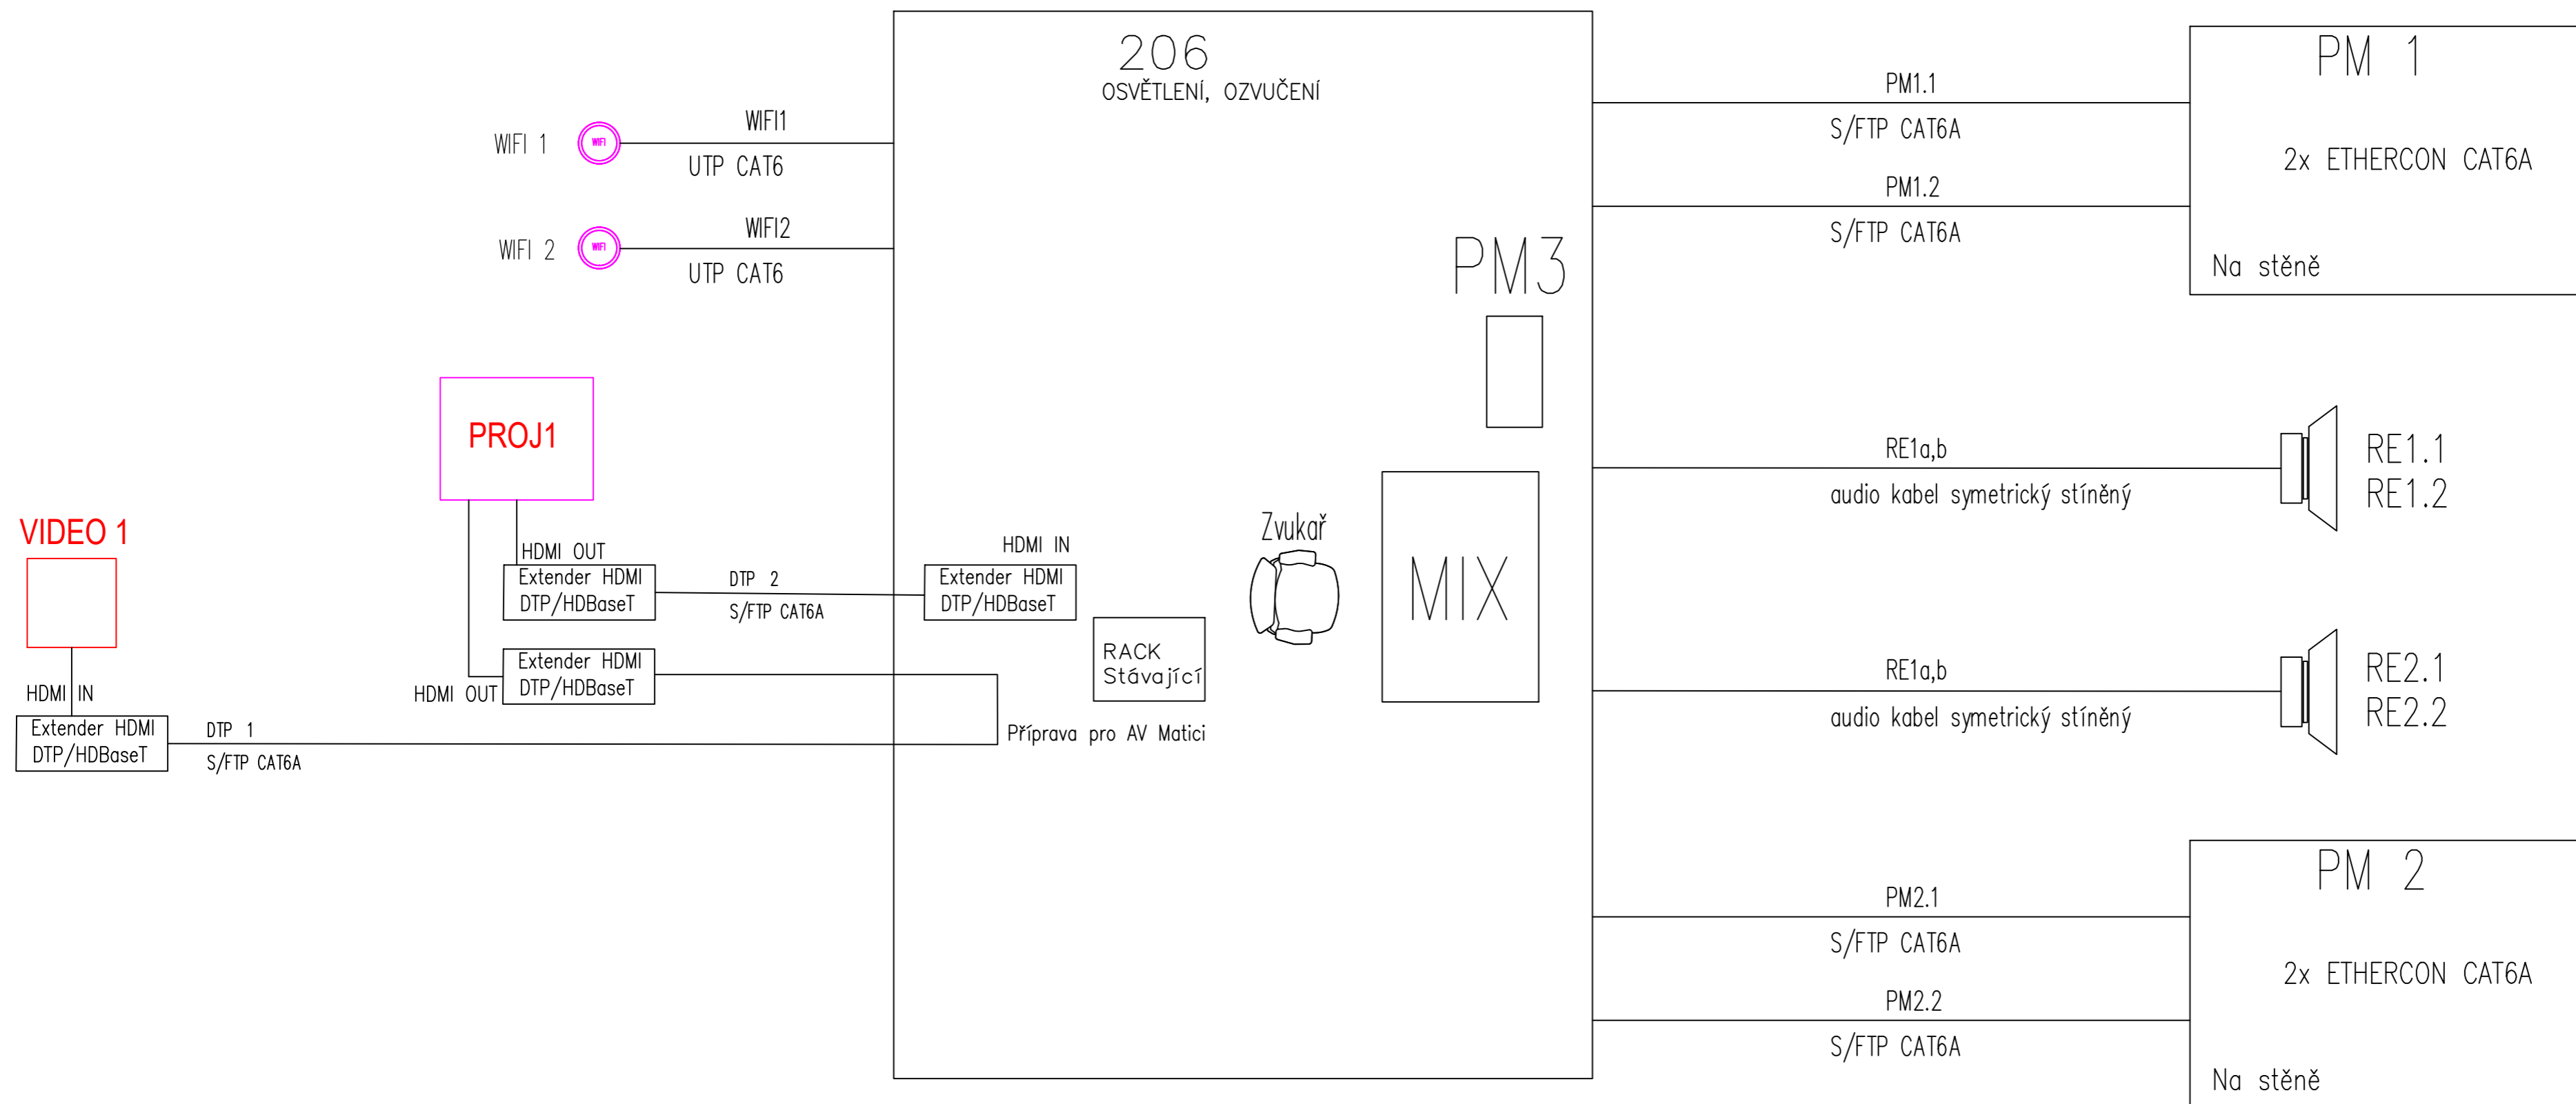 206
OSVĚTLENÍ, OZVUČENÍ
WIFI 1
WIFI
WIFI1
UTP CAT6
WIFI 2
WIFI
WIFI2
UTP CAT6
PROJ1
VIDEO 1
HDMI IN
Extender HDMI
DTP/HDBaseT
DTP 1
S/FTP CAT6A
HDMI OUT
Extender HDMI
DTP/HDBaseT
DTP 2
S/FTP CAT6A
HDMI OUT
Extender HDMI
DTP/HDBaseT
HDMI IN
Extender HDMI
DTP/HDBaseT
RACK
Stávající
Příprava pro AV Matici
Zvukař
MIX
PM3
PM1.1
S/FTP CAT6A
PM1.2
S/FTP CAT6A
PM 1
2x ETHERCON CAT6A
Na stěně
RE1a,b
audio kabel symetrický stíněný
RE1.1
RE1.2
RE1a,b
audio kabel symetrický stíněný
RE2.1
RE2.2
PM2.1
S/FTP CAT6A
PM2.2
S/FTP CAT6A
PM 2
2x ETHERCON CAT6A
Na stěně